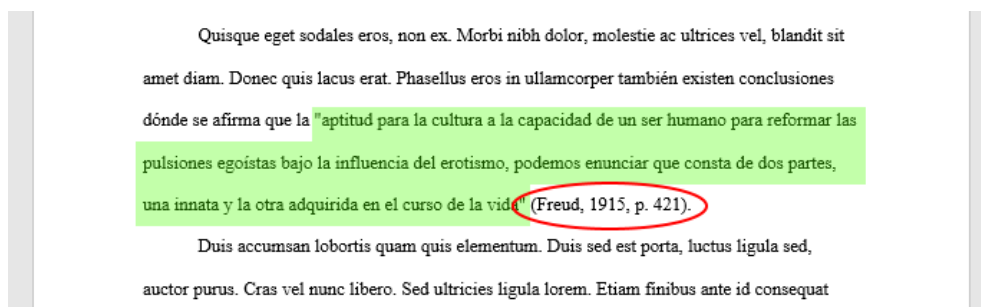 Quisque eget sodales eros, non ex. Morbi nibh dolor, molestie ac ultrices vel, blandit sit
amet diam. Donec quis lacus erat. Phasellus eros in ullamcorper también existen conclusiones
dónde se afirma que la "aptitud para la cultura a la capacidad de un ser humano para reformar las
pulsiones egoístas bajo la influencia del erotismo, podemos enunciar que consta de dos partes,
una innata y la otra adquirida en el curso de la vida" (Freud, 1915, p. 421).
Duis accumsan lobortis quam quis elementum. Duis sed est porta, luctus ligula sed,
auctor purus. Cras vel nunc libero. Sed ultricies ligula lorem. Etiam finibus ante id consequat